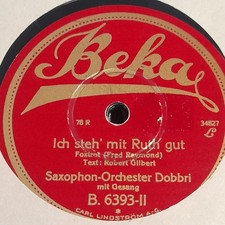 Beka
78 R
34827
L
Ich steh' mit Ruth gut
Foxtrot (Fred Raymond)
Text: Robert Gilbert
Saxophon-Orchester Dobbri
mit Gesang
B. 6393-II
CARL LINDSTRÖM A.G.